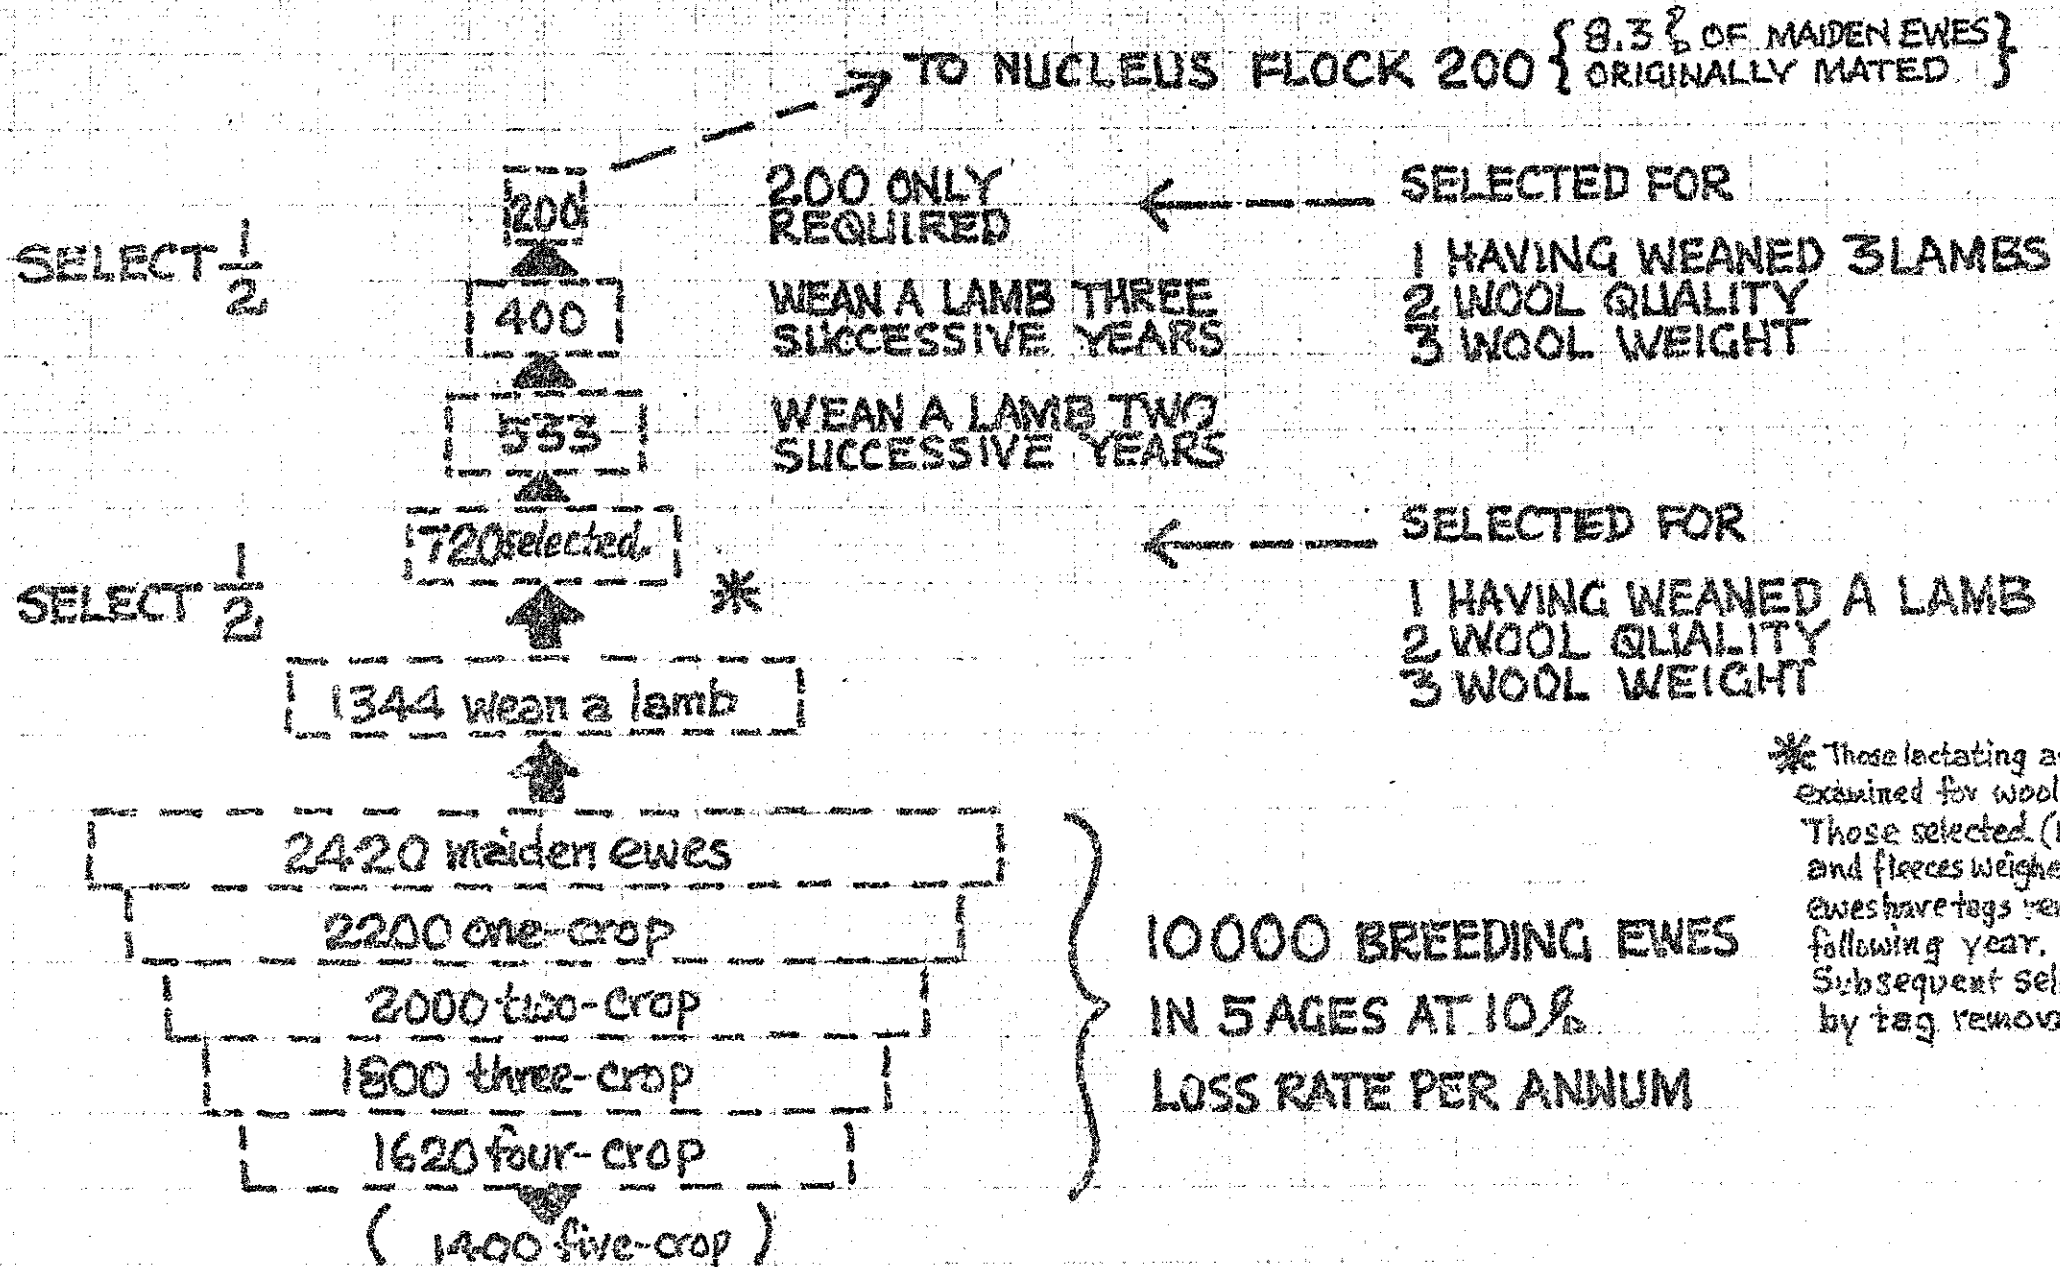 TO NUCLEUS FLOCK 200 { 8.3% OF MAIDEN EWES
ORIGINALLY MATED }
SELECT 1/2
200
200 ONLY
REQUIRED
SELECTED FOR
1 HAVING WEANED 3 LAMBS
2 WOOL QUALITY
3 WOOL WEIGHT
400
WEAN A LAMB THREE
SUCCESSIVE YEARS
533
WEAN A LAMB TWO
SUCCESSIVE YEARS
SELECT 1/2
720 selected.
*
SELECTED FOR
1 HAVING WEANED A LAMB
2 WOOL QUALITY
3 WOOL WEIGHT
1344 wean a lamb
2420 maiden ewes
2200 one-crop
2000 two-crop
1800 three-crop
1620 four-crop
( 1400 five-crop )
10000 BREEDING EWES
IN 5 AGES AT 10%
LOSS RATE PER ANNUM
* Those lactating
examined for wool
Those selected
and fleeces
ewes have tags
following year.
Subsequent
by tag